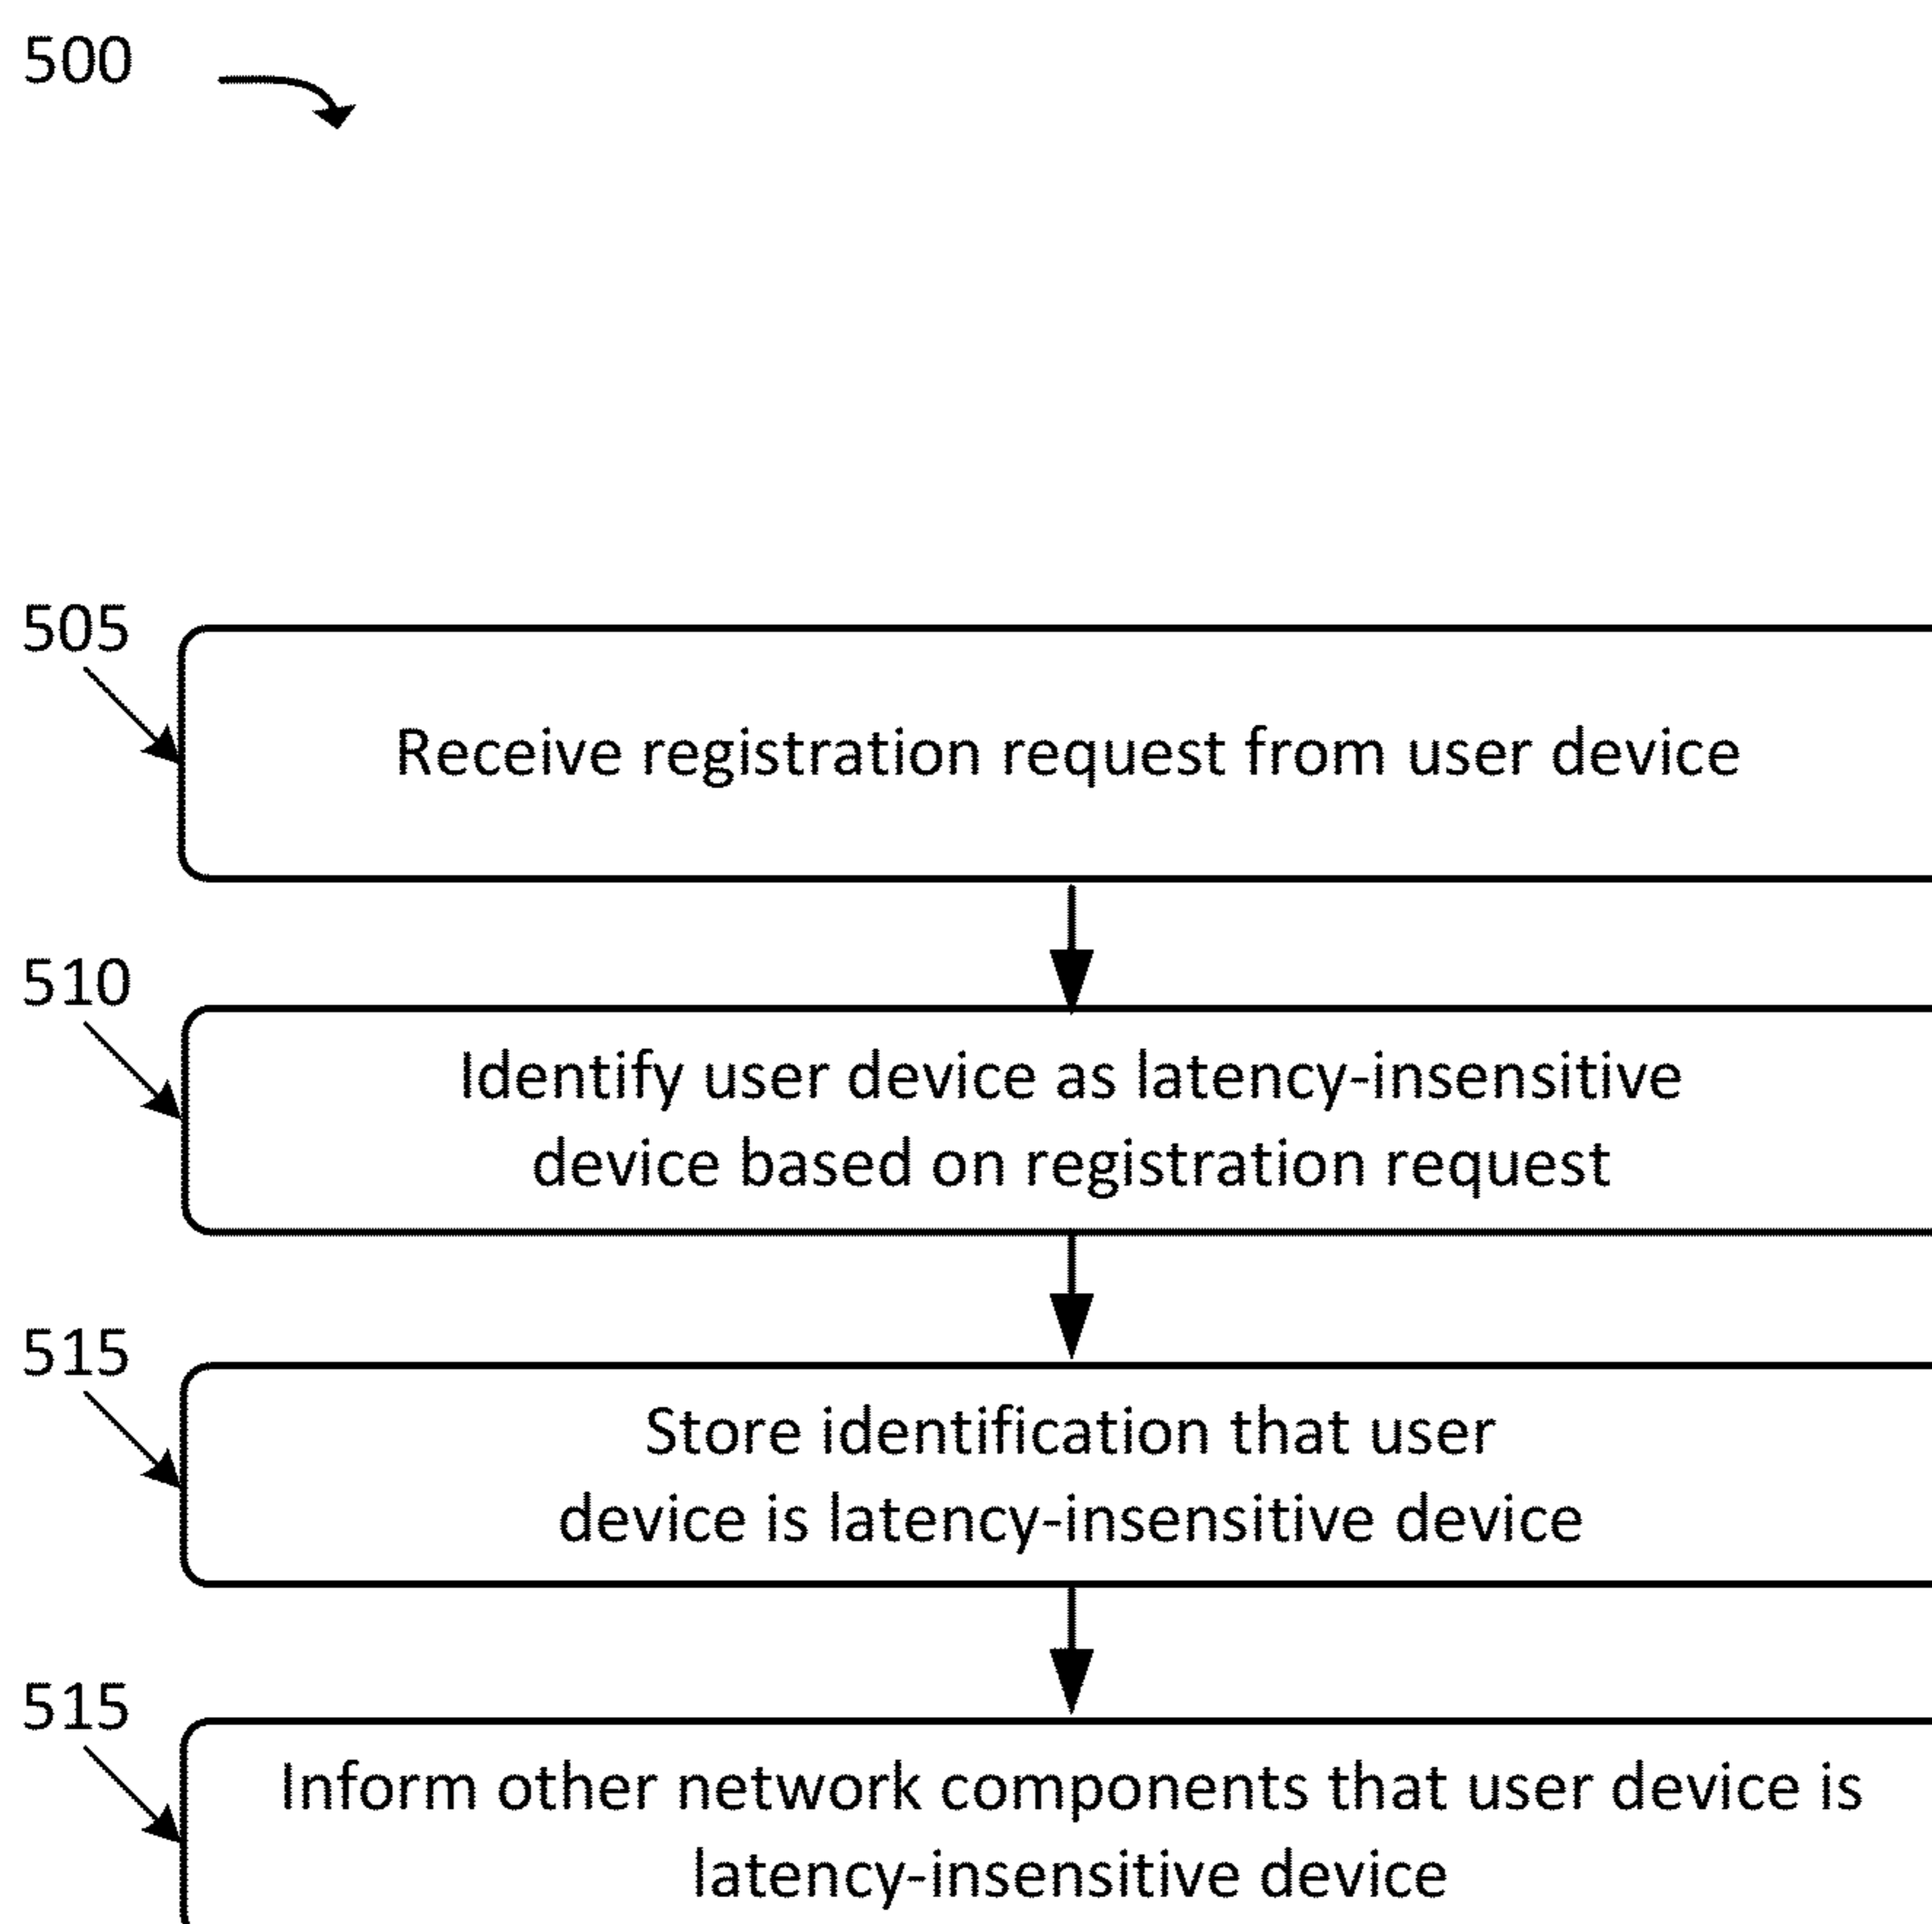 500
505
Receive registration request from user device
510
Identify user device as latency-insensitive
device based on registration request
515
Store identification that user
device is latency-insensitive device
515
Inform other network components that user device is
latency-insensitive device